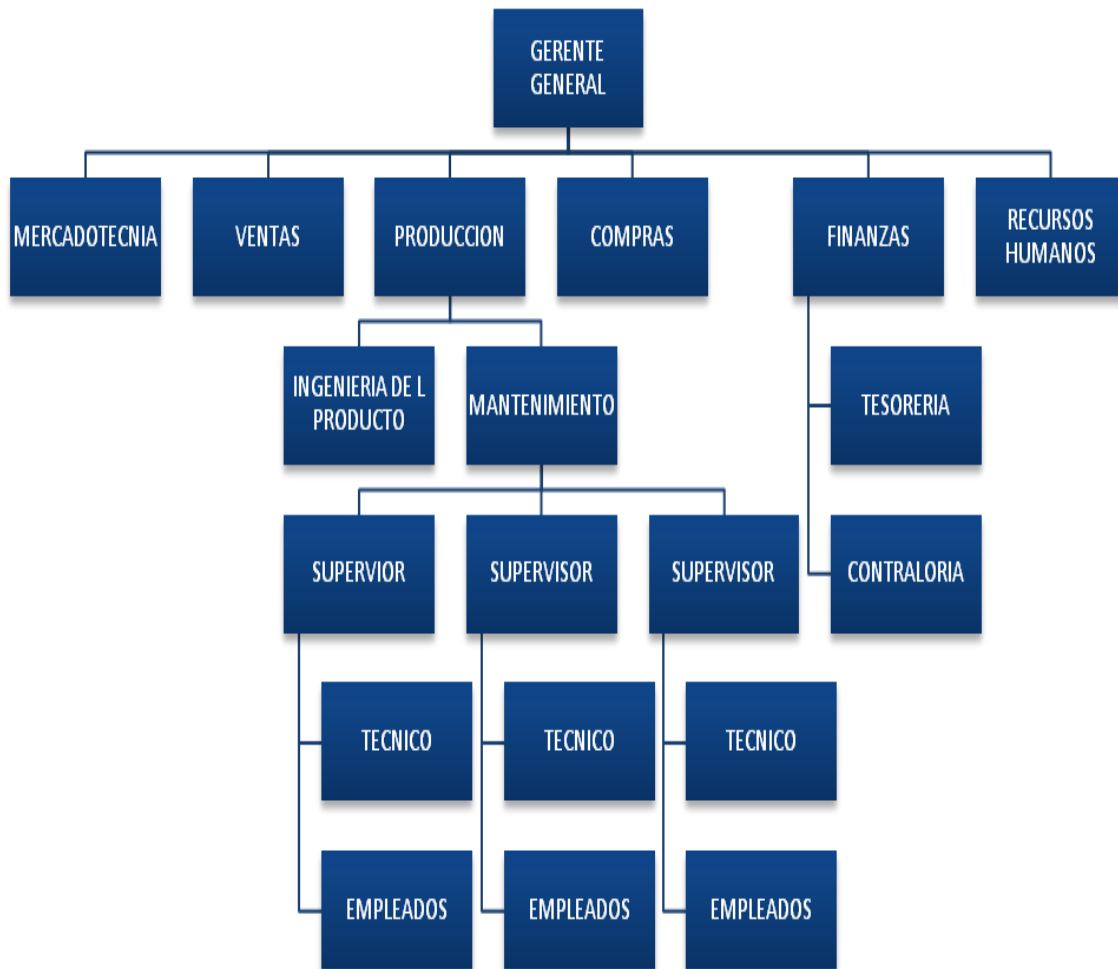 GERENTE
GENERAL
MERCADOTECNIA
VENTAS
PRODUCCION
COMPRAS
FINANZAS
RECURSOS
HUMANOS
INGENIERIA DE L
PRODUCTO
MANTENIMIENTO
TESORERIA
SUPERVIOR
SUPERVISOR
SUPERVISOR
CONTRALORIA
TECNICO
TECNICO
TECNICO
EMPLEADOS
EMPLEADOS
EMPLEADOS